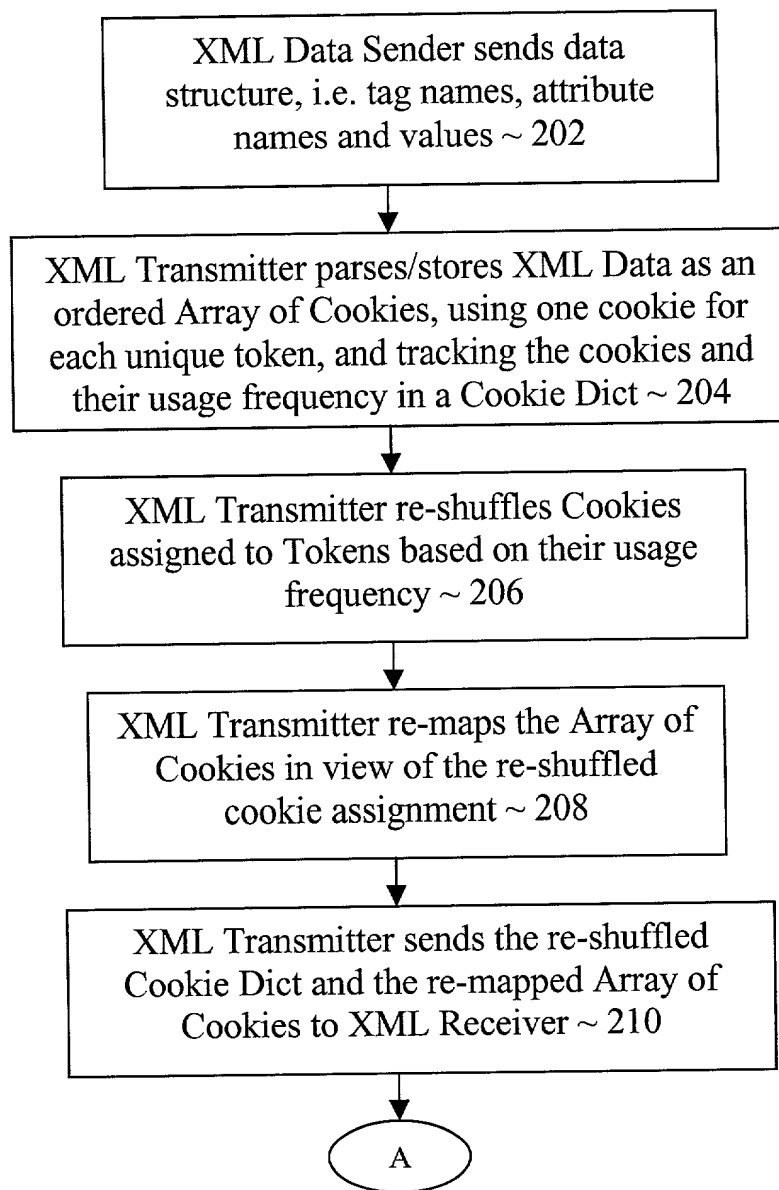 XML Data Sender sends data
structure, i.e. tag names, attribute
names and values ~ 202
XML Transmitter parses/stores XML Data as an
ordered Array of Cookies, using one cookie for
each unique token, and tracking the cookies and
their usage frequency in a Cookie Dict ~ 204
XML Transmitter re-shuffles Cookies
assigned to Tokens based on their usage
frequency ~ 206
XML Transmitter re-maps the Array of
Cookies in view of the re-shuffled
cookie assignment ~ 208
XML Transmitter sends the re-shuffled
Cookie Dict and the re-mapped Array of
Cookies to XML Receiver ~ 210
A